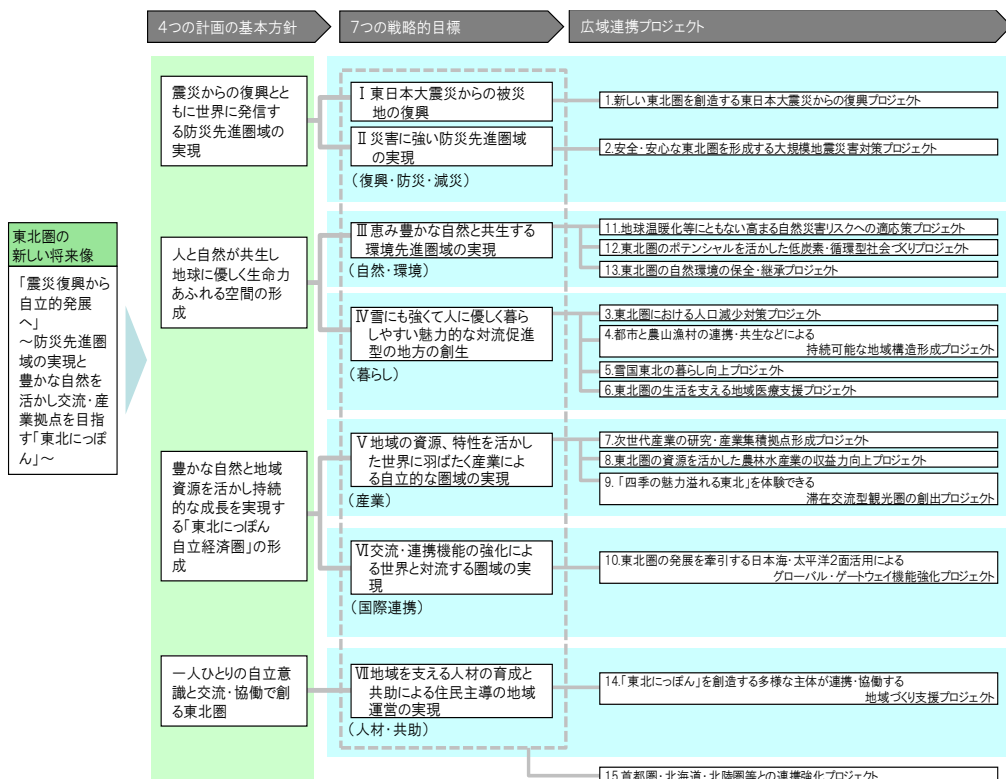 4つの計画の基本方針
7つの戦略的目標
広域連携プロジェクト
東北圏の
新しい将来像
「震災復興から
自立的発展
へ」
～防災先進圏
域の実現と
豊かな自然を
活かし交流・産
業拠点を目指
す「東北にっぽ
ん」～
震災からの復興とと
もに世界に発信す
る防災先進圏域の
実現
Ⅰ東日本大震災からの被災
地の復興
1.新しい東北圏を創造する東日本大震災からの復興プロジェクト
Ⅱ災害に強い防災先進圏域
の実現
2.安全・安心な東北圏を形成する大規模地震災害対策プロジェクト
(復興・防災・減災)
人と自然が共生し
地球に優しく生命力
あふれる空間の形
成
Ⅲ恵み豊かな自然と共生する
環境先進圏域の実現
(自然・環境)
11.地球温暖化等にともない高まる自然災害リスクへの適応策プロジェクト
12.東北圏のポテンシャルを活かした低炭素・循環型社会づくりプロジェクト
13.東北圏の自然環境の保全・継承プロジェクト
Ⅳ雪にも強くて人に優しく暮ら
しやすい魅力的な対流促進
型の地方の創生
(暮らし)
3.東北圏における人口減少対策プロジェクト
4.都市と農山漁村の連携・共生などによる
持続可能な地域構造形成プロジェクト
5.雪国東北の暮らし向上プロジェクト
6.東北圏の生活を支える地域医療支援プロジェクト
豊かな自然と地域
資源を活かし持続
的な成長を実現す
る「東北にっぽん
自立経済圏」の形
成
Ⅴ地域の資源、特性を活かし
た世界に羽ばたく産業によ
る自立的な圏域の実現
(産業)
7.次世代産業の研究・産業集積拠点形成プロジェクト
8.東北圏の資源を活かした農林水産業の収益力向上プロジェクト
9.「四季の魅力溢れる東北」を体験できる
滞在交流型観光圏の創出プロジェクト
Ⅵ交流・連携機能の強化によ
る世界と対流する圏域の実
現
(国際連携)
10.東北圏の発展を牽引する日本海・太平洋2面活用による
グローバル・ゲートウェイ機能強化プロジェクト
一人ひとりの自立意
識と交流・協働で創
る東北圏
Ⅶ地域を支える人材の育成と
共助による住民主導の地域
運営の実現
(人材・共助)
14.「東北にっぽん」を創造する多様な主体が連携・協働する
地域づくり支援プロジェクト
15.首都圏・北海道・北陸圏等との連携強化プロジェクト